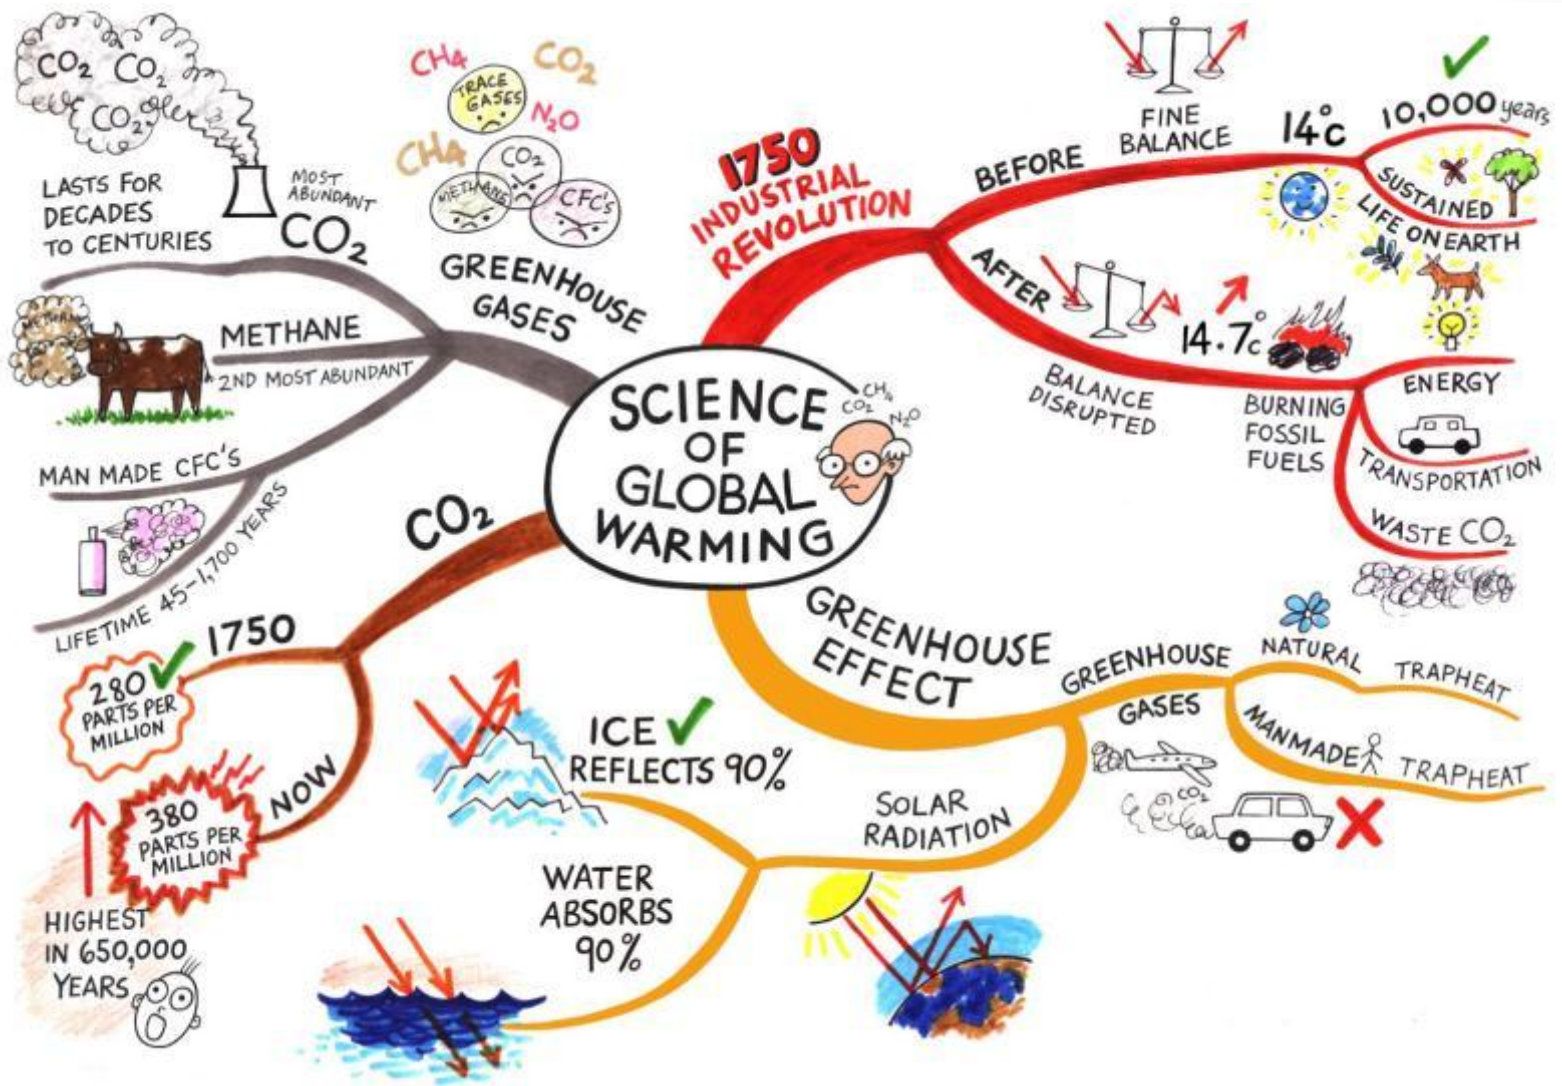 SCIENCE
OF
GLOBAL
WARMING
CH4
CO2
N2O
1750
INDUSTRIAL
REVOLUTION
BEFORE
FINE
BALANCE
14°C
10,000 years
SUSTAINED
LIFE ON EARTH
AFTER
BALANCE
DISRUPTED
14.7°C
BURNING
FOSSIL
FUELS
ENERGY
TRANSPORTATION
WASTE CO2
GREENHOUSE
EFFECT
GREENHOUSE
GASES
NATURAL
TRAPHEAT
MANMADE
TRAPHEAT
CO2
SOLAR
RADIATION
ICE
REFLECTS 90%
WATER
ABSORBS
90%
CO2
1750
280
PARTS PER
MILLION
NOW
380
PARTS PER
MILLION
HIGHEST
IN 650,000
YEARS
GREENHOUSE
GASES
CH4
CO2
TRACE
GASES
N2O
CH4
CO2
METHANE
CFC'S
CO2
MOST
ABUNDANT
CO2 CO2
CO2
LASTS FOR
DECADES
TO CENTURIES
METHANE
2ND MOST ABUNDANT
METHANE
MAN MADE CFC'S
LIFETIME 45-1,700 YEARS